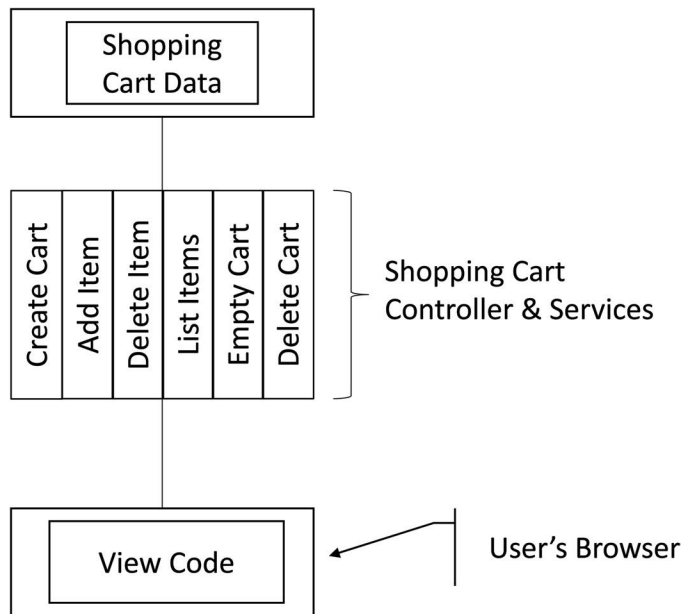 Shopping
Cart Data
Create Cart
Add Item
Delete Item
List Items
Empty Cart
Delete Cart
Shopping Cart
Controller & Services
View Code
User’s Browser